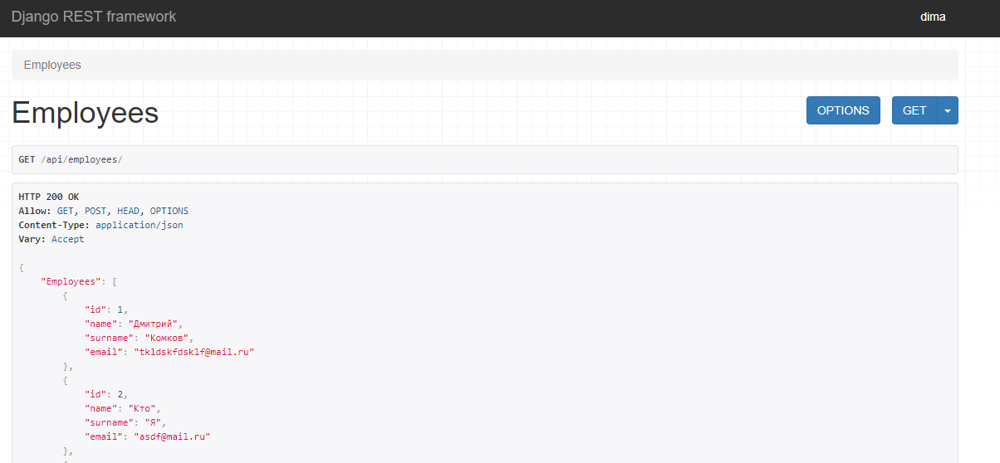 Django REST framework
dima
Employees
Employees
OPTIONS
GET
GET /api/employees/
HTTP 200 OK
Allow: GET, POST, HEAD, OPTIONS
Content-Type: application/json
Vary: Accept
{
"Employees": [
{
"id": 1,
"name": "Дмитрий",
"surname": "Комков",
"email": "tkldskfdsklf@mail.ru"
},
{
"id": 2,
"name": "Кто",
"surname": "Я",
"email": "asdf@mail.ru"
},